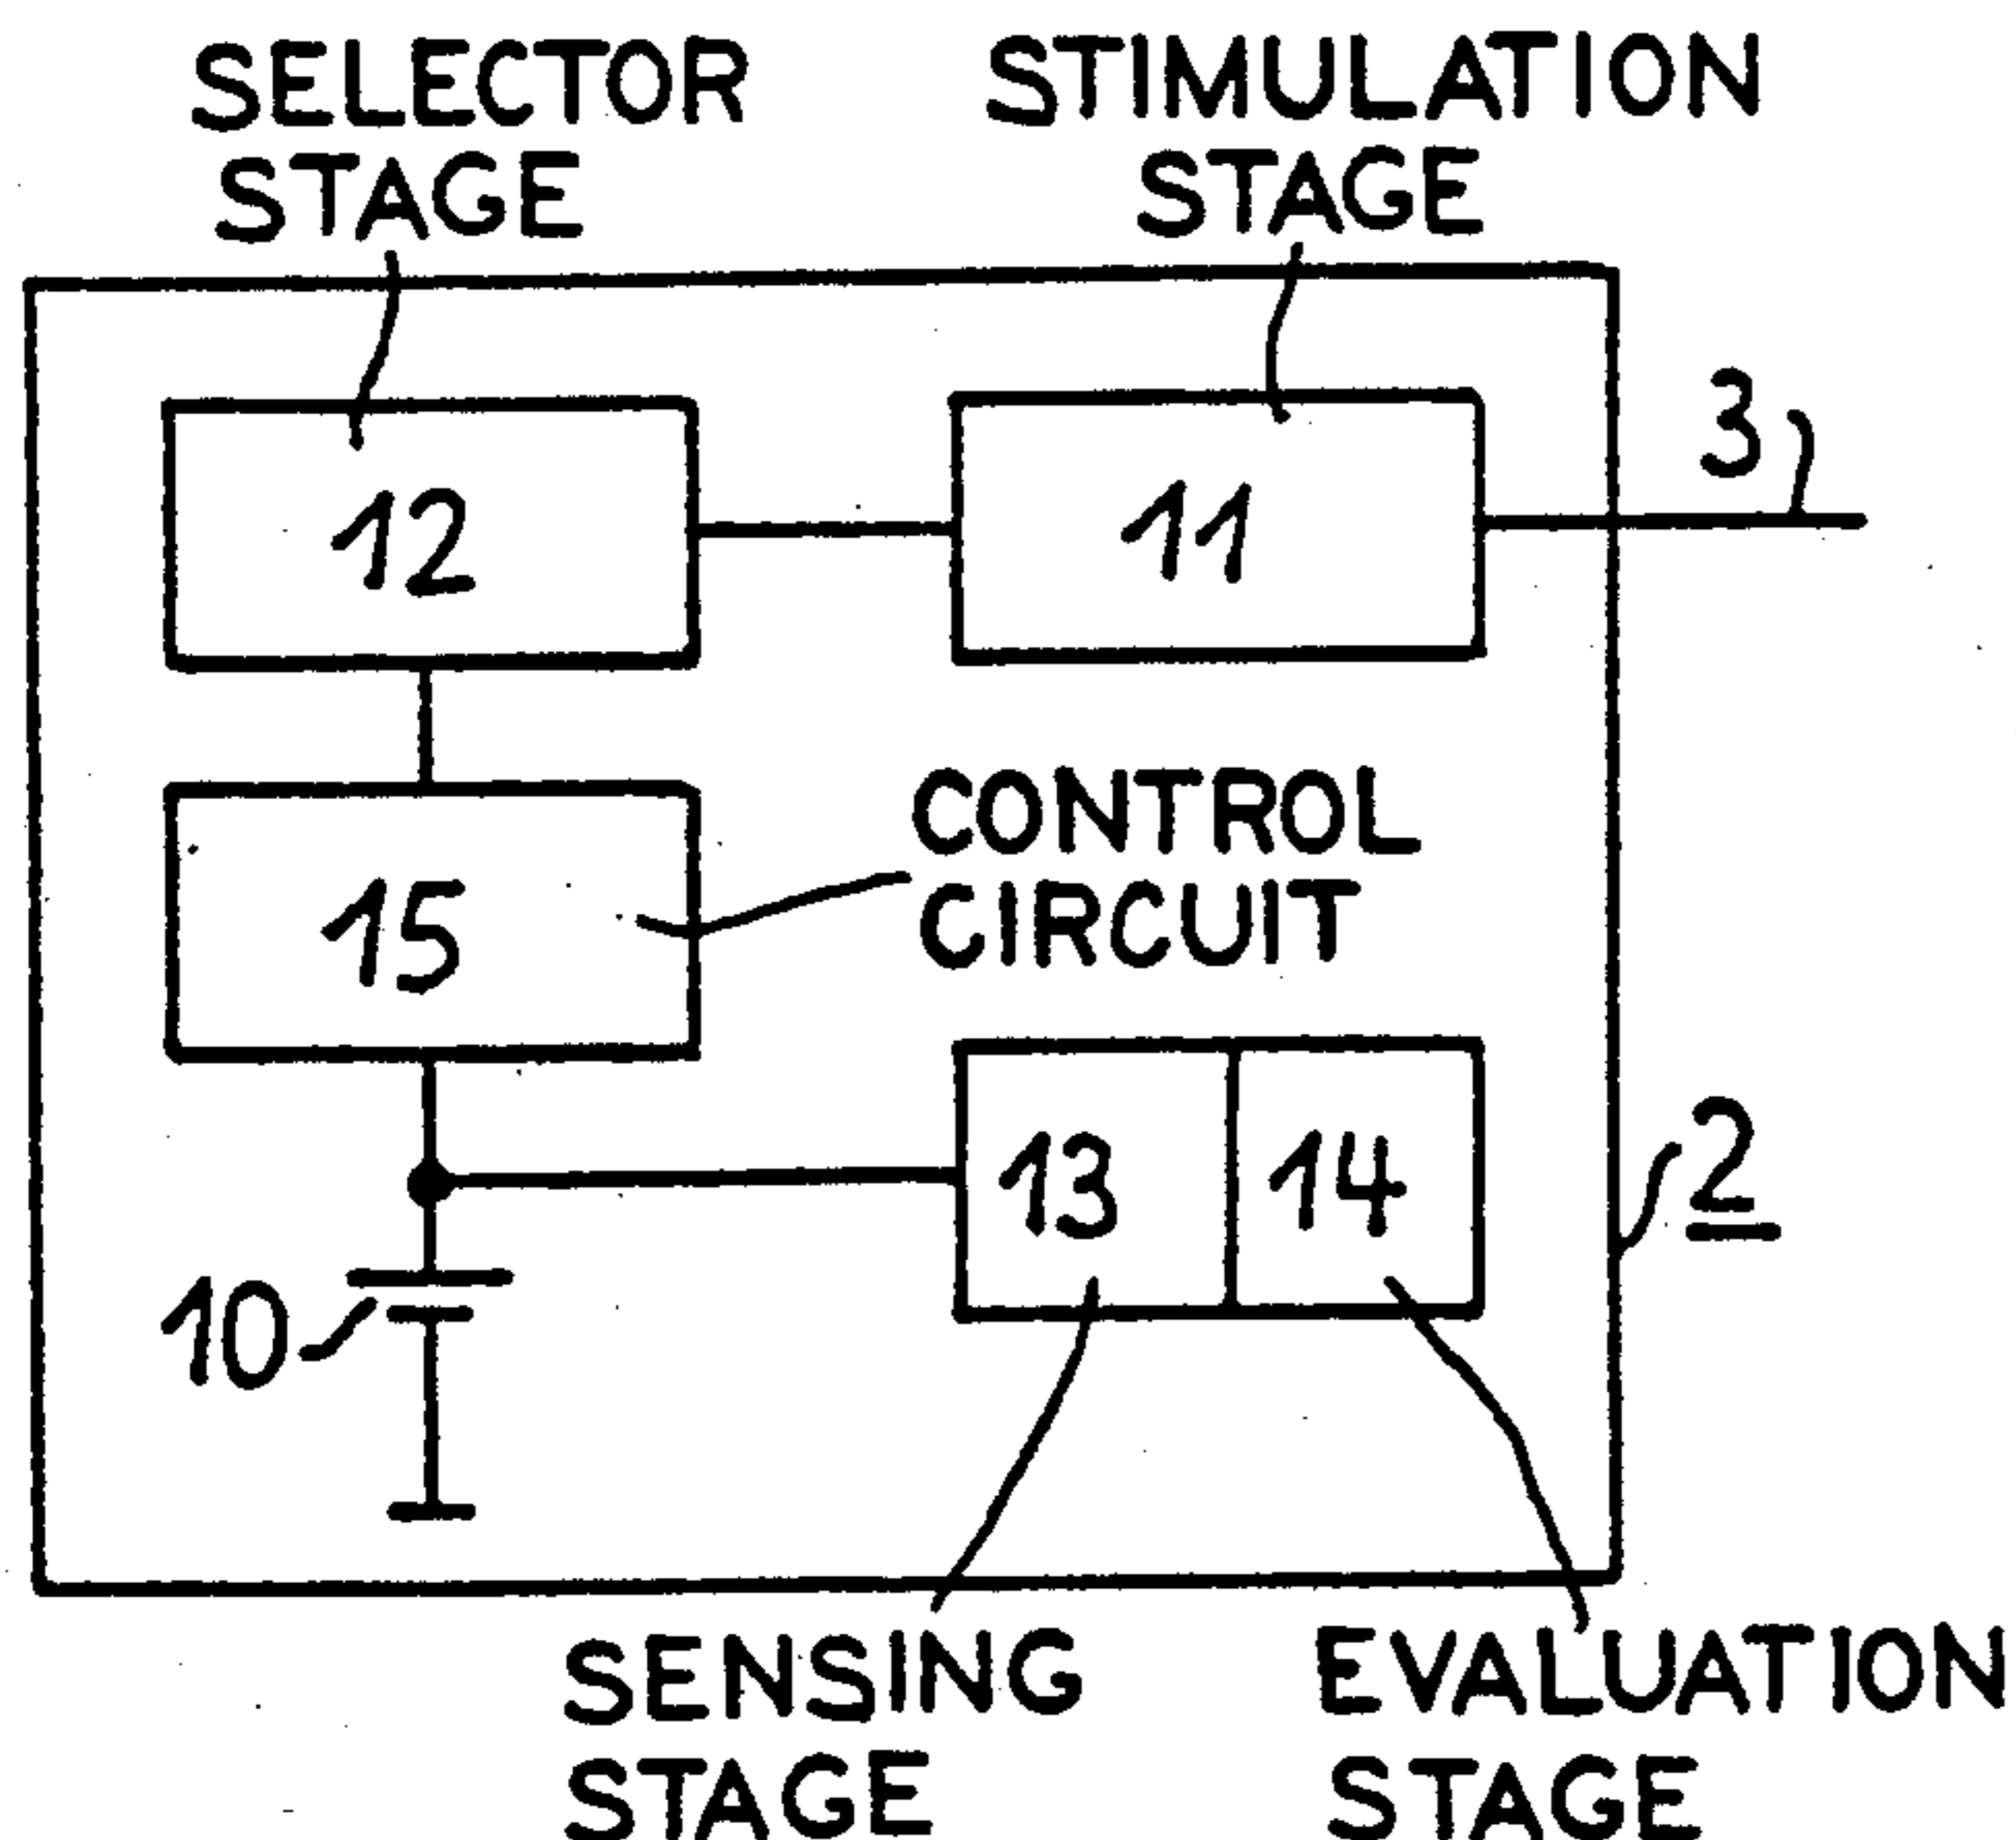 SELECTOR
STAGE
STIMULATION
STAGE
3
12
11
CONTROL
CIRCUIT
15
13
14
2
10
SENSING
STAGE
EVALUATION
STAGE